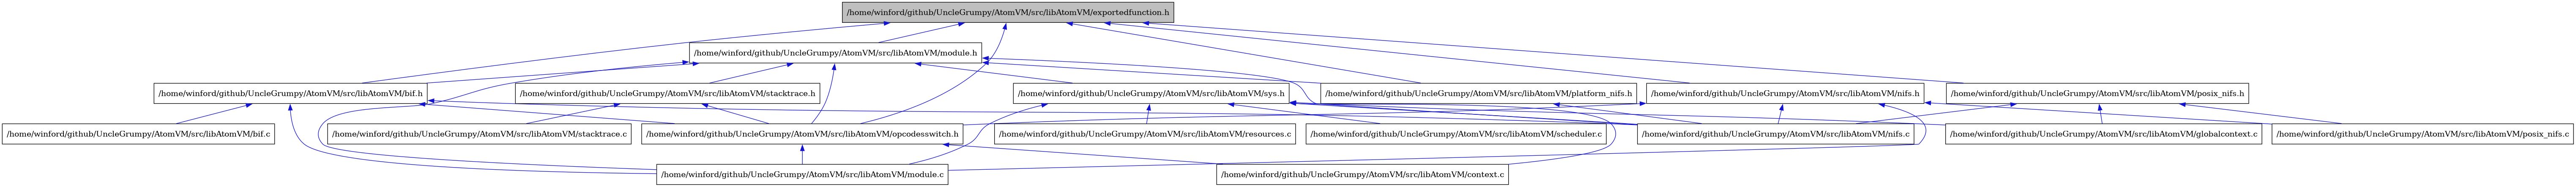 /home/winford/github/UncleGrumpy/AtomVM/src/libAtomVM/exportedfunction.h
/home/winford/github/UncleGrumpy/AtomVM/src/libAtomVM/module.h
/home/winford/github/UncleGrumpy/AtomVM/src/libAtomVM/bif.h
/home/winford/github/UncleGrumpy/AtomVM/src/libAtomVM/stacktrace.h
/home/winford/github/UncleGrumpy/AtomVM/src/libAtomVM/sys.h
/home/winford/github/UncleGrumpy/AtomVM/src/libAtomVM/platform_nifs.h
/home/winford/github/UncleGrumpy/AtomVM/src/libAtomVM/nifs.h
/home/winford/github/UncleGrumpy/AtomVM/src/libAtomVM/posix_nifs.h
/home/winford/github/UncleGrumpy/AtomVM/src/libAtomVM/bif.c
/home/winford/github/UncleGrumpy/AtomVM/src/libAtomVM/stacktrace.c
/home/winford/github/UncleGrumpy/AtomVM/src/libAtomVM/opcodesswitch.h
/home/winford/github/UncleGrumpy/AtomVM/src/libAtomVM/resources.c
/home/winford/github/UncleGrumpy/AtomVM/src/libAtomVM/scheduler.c
/home/winford/github/UncleGrumpy/AtomVM/src/libAtomVM/nifs.c
/home/winford/github/UncleGrumpy/AtomVM/src/libAtomVM/globalcontext.c
/home/winford/github/UncleGrumpy/AtomVM/src/libAtomVM/posix_nifs.c
/home/winford/github/UncleGrumpy/AtomVM/src/libAtomVM/module.c
/home/winford/github/UncleGrumpy/AtomVM/src/libAtomVM/context.c